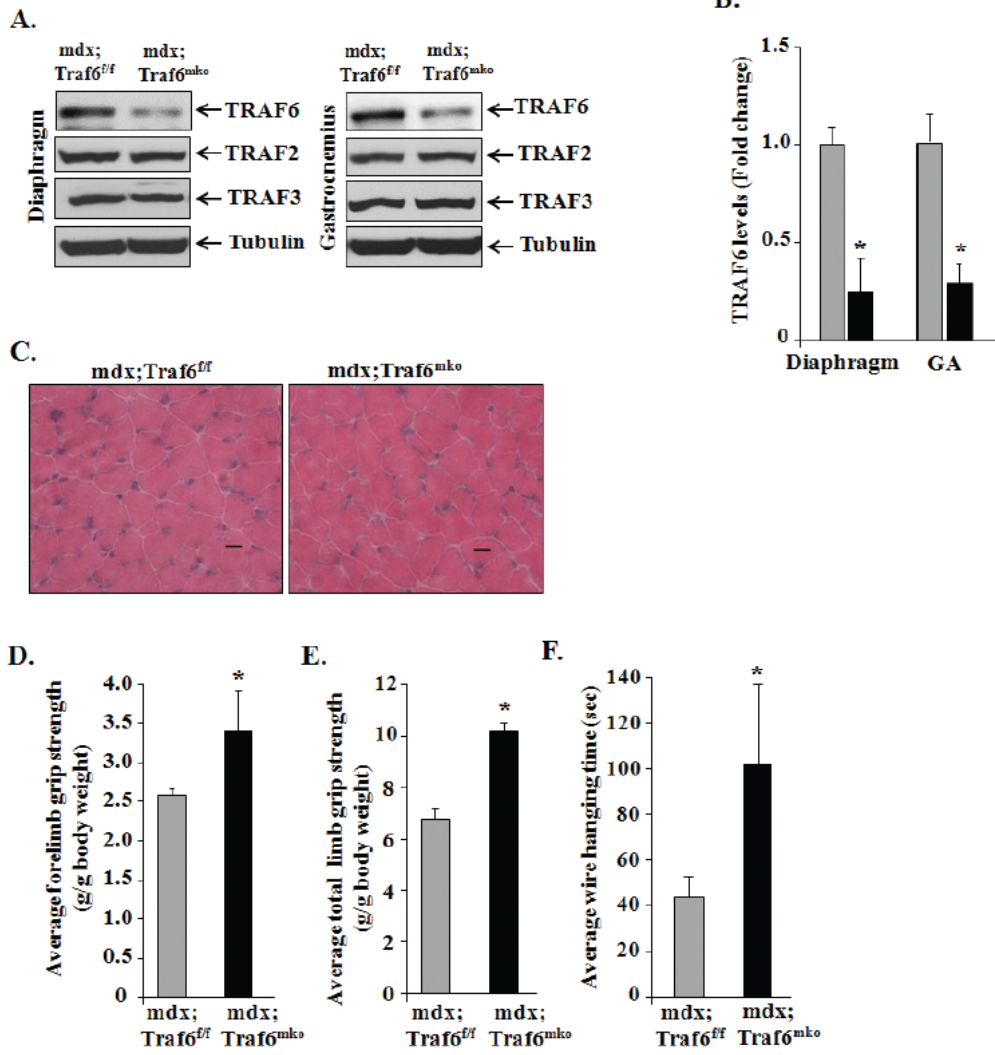 A.
B.
mdx;
Traf6f/f
mdx;
Traf6mko
mdx;
Traf6f/f
mdx;
Traf6mko
Diaphragm
TRAF6
TRAF2
TRAF3
Tubulin
Gastrocnemius
TRAF6
TRAF2
TRAF3
Tubulin
TRAF6 levels (Fold change)
1.5
1.0
0.5
0
*
*
Diaphragm
GA
C.
mdx;Traf6f/f
mdx;Traf6mko
D.
Average forelimb grip strength
(g/g body weight)
4.0
3.5
3.0
2.5
2.0
1.5
1.0
0
*
mdx;
Traf6f/f
mdx;
Traf6mko
E.
Average total limb grip strength
(g/g body weight)
12
10
8
6
4
2
0
*
mdx;
Traf6f/f
mdx;
Traf6mko
F.
Average wire hanging time (sec)
140
120
100
80
60
40
20
0
*
mdx;
Traf6f/f
mdx;
Traf6mko